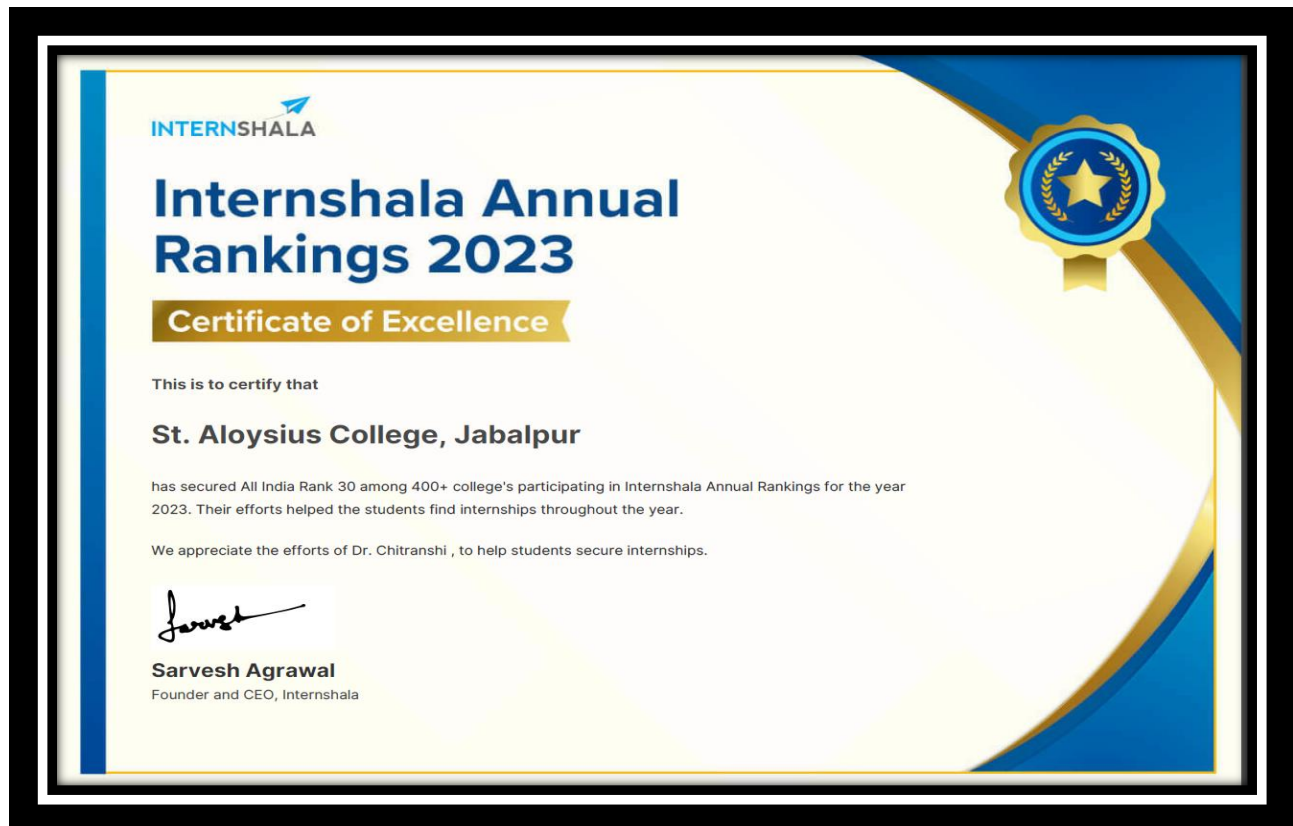 INTERNSHALA
Internshala Annual
Rankings 2023
Certificate of Excellence
This is to certify that
St. Aloysius College, Jabalpur
has secured All India Rank 30 among 400+ college's participating in Internshala Annual Rankings for the year
2023. Their efforts helped the students find internships throughout the year.
We appreciate the efforts of Dr. Chitranshi , to help students secure internships.
Sarvesh
Sarvesh Agrawal
Founder and CEO, Internshala